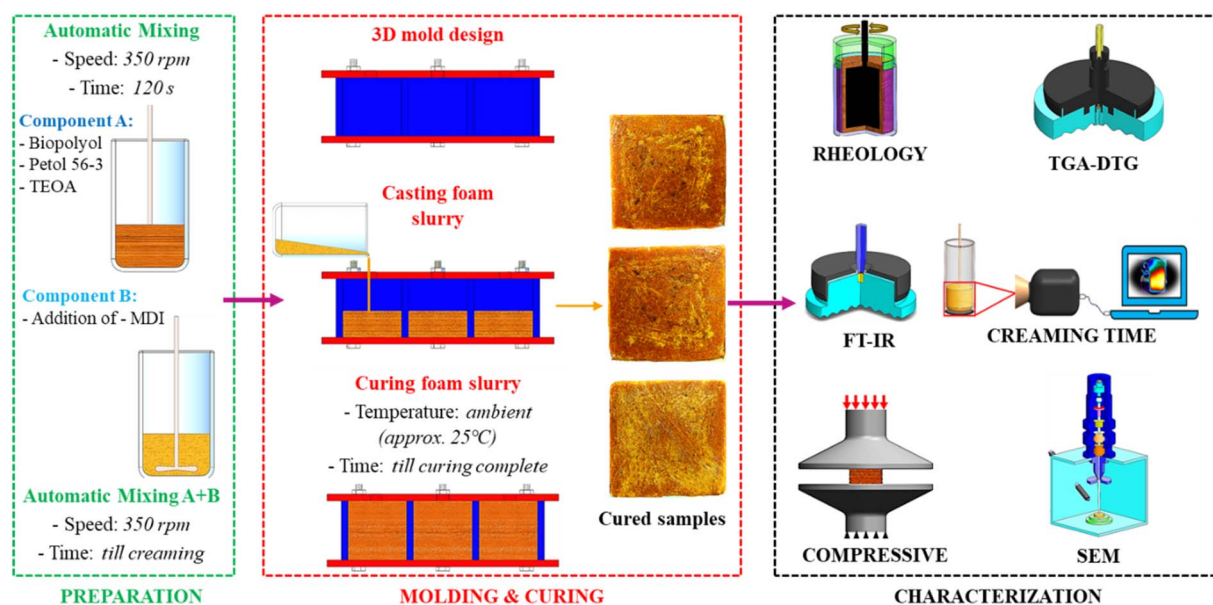 Automatic Mixing
- Speed: 350 rpm
- Time: 120 s
Component A:
- Biopolyol
- Petol 56-3
- TEOA
Component B:
- Addition of - MDI
Automatic Mixing A+B
- Speed: 350 rpm
- Time: till creaming
PREPARATION
3D mold design
Casting foam
slurry
Curing foam slurry
- Temperature: ambient
(approx. 25°C)
- Time: till curing complete
Cured samples
MOLDING & CURING
RHEOLOGY
TGA-DTG
FT-IR
CREAMING TIME
COMPRESSIVE
SEM
CHARACTERIZATION